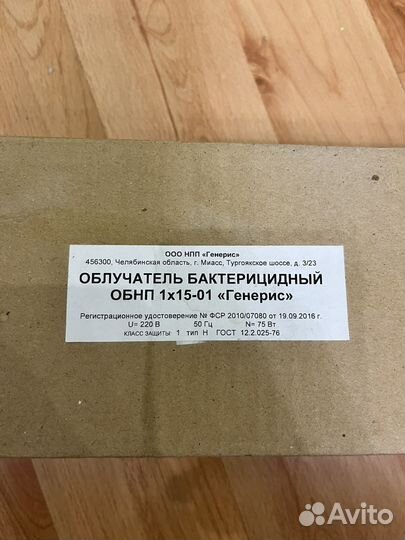 ООО НПП «Генерис»
456300, Челябинская область, г. Миасс, Тургоякское шоссе, д. 3/23
ОБЛУЧАТЕЛЬ БАКТЕРИЦИДНЫЙ
ОБНП 1х15-01 «Генерис»
Регистрационное удостоверение № ФСР 2010/07080 от 19.09.2016 г.
U= 220 В 50 Гц N= 75 Вт
КЛАСС ЗАЩИТЫ 1 тип Н ГОСТ 12.2.025-76
Avito